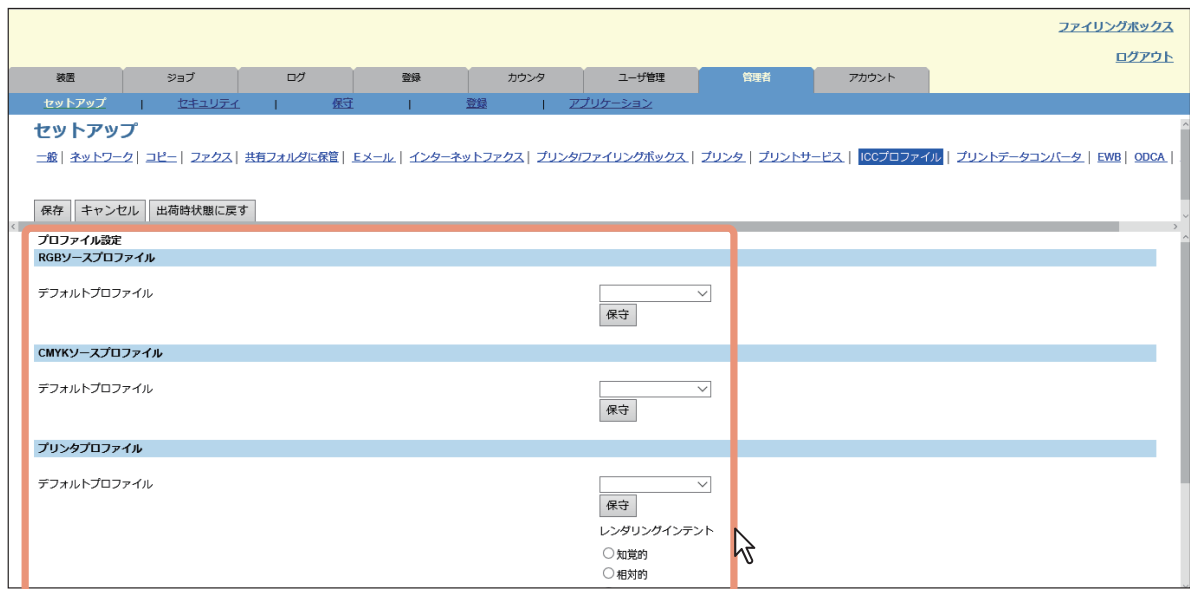 ファイリングボックス
ログアウト
装置 ジョブ ログ 登録 カウンタ ユーザ管理 管理者 アカウント
セットアップ | セキュリティ | 保守 | 登録 | アプリケーション
セットアップ
一般| ネットワーク| コピー| ファクス| 共有フォルダに保管| Eメール| インターネットファクス| プリンタ/ファイリングボックス| プリンタ| プリントサービス| ICCプロファイル| プリントデータコンバータ| EWB| ODCA|
保存 キャンセル 出荷時状態に戻す
プロファイル設定
RGBソースプロファイル
デフォルトプロファイル
保守
CMYKソースプロファイル
デフォルトプロファイル
保守
プリンタプロファイル
デフォルトプロファイル
保守
レンダリングインテント
知覚的
相対的